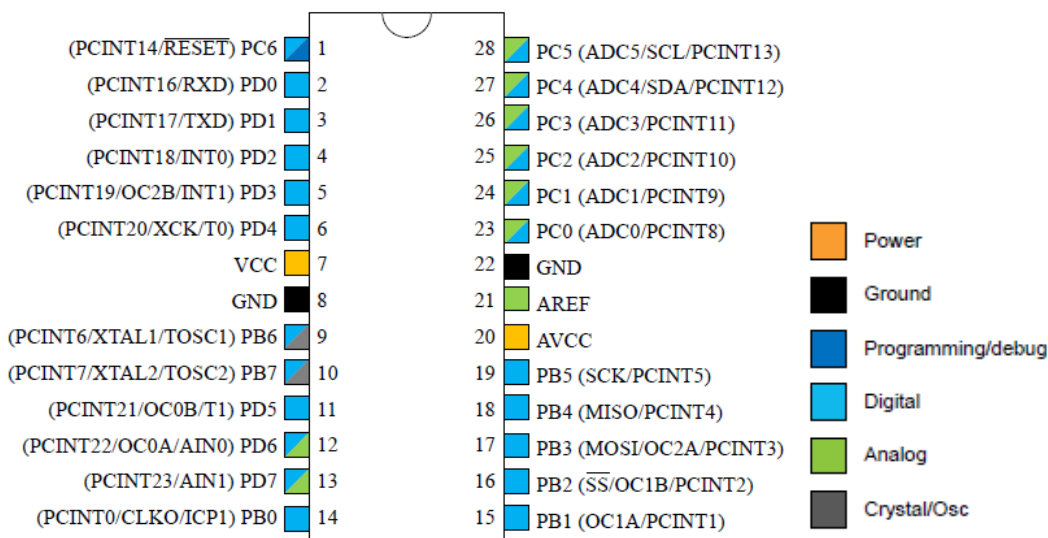 (PCINT14/RESET) PC6 1
(PCINT16/RXD) PD0 2
(PCINT17/TXD) PD1 3
(PCINT18/INT0) PD2 4
(PCINT19/OC2B/INT1) PD3 5
(PCINT20/XCK/T0) PD4 6
VCC 7
GND 8
(PCINT6/XTAL1/TOSC1) PB6 9
(PCINT7/XTAL2/TOSC2) PB7 10
(PCINT21/OC0B/T1) PD5 11
(PCINT22/OC0A/AIN0) PD6 12
(PCINT23/AIN1) PD7 13
(PCINT0/CLKO/ICP1) PB0 14
28 PC5 (ADC5/SCL/PCINT13)
27 PC4 (ADC4/SDA/PCINT12)
26 PC3 (ADC3/PCINT11)
25 PC2 (ADC2/PCINT10)
24 PC1 (ADC1/PCINT9)
23 PC0 (ADC0/PCINT8)
22 GND
21 AREF
20 AVCC
19 PB5 (SCK/PCINT5)
18 PB4 (MISO/PCINT4)
17 PB3 (MOSI/OC2A/PCINT3)
16 PB2 (SS/OC1B/PCINT2)
15 PB1 (OC1A/PCINT1)
Power
Ground
Programming/debug
Digital
Analog
Crystal/Osc